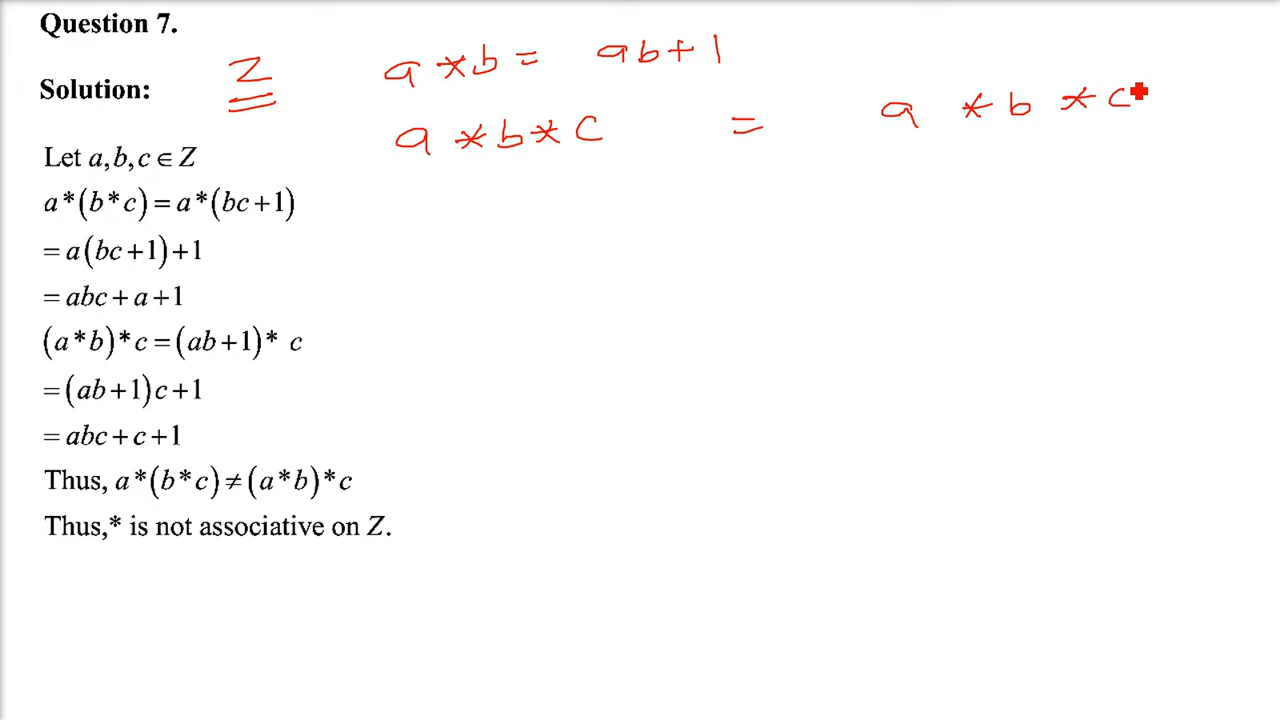 Question 7.
Z a*b = ab+1
Solution:
a*b*c = a*b*c
Let a,b,c ∈ Z
a*(b*c) = a*(bc+1)
= a(bc+1)+1
= abc+a+1
(a*b)*c = (ab+1)* c
= (ab+1)c+1
= abc+c+1
Thus, a*(b*c) ≠ (a*b)*c
Thus,* is not associative on Z.